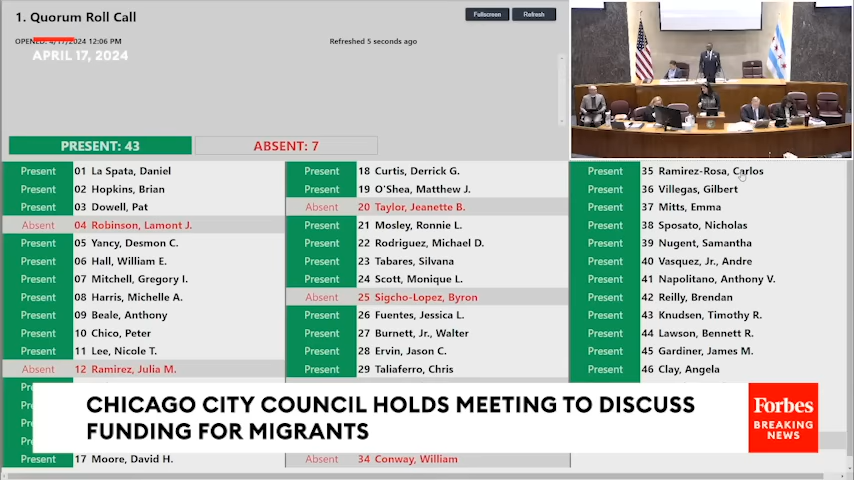 1. Quorum Roll Call
Fullscreen
Refresh
OPENED: 4/17/2024 12:06 PM
Refreshed 5 seconds ago
APRIL 17, 2024
PRESENT: 43
ABSENT: 7
Present 01 La Spata, Daniel
Present 02 Hopkins, Brian
Present 03 Dowell, Pat
Absent 04 Robinson, Lamont J.
Present 05 Yancy, Desmon C.
Present 06 Hall, William E.
Present 07 Mitchell, Gregory I.
Present 08 Harris, Michelle A.
Present 09 Beale, Anthony
Present 10 Chico, Peter
Present 11 Lee, Nicole T.
Absent 12 Ramirez, Julia M.
Present 17 Moore, David H.
Present 18 Curtis, Derrick G.
Present 19 O'Shea, Matthew J.
Absent 20 Taylor, Jeanette B.
Present 21 Mosley, Ronnie L.
Present 22 Rodriguez, Michael D.
Present 23 Tabares, Silvana
Present 24 Scott, Monique L.
Absent 25 Sigcho-Lopez, Byron
Present 26 Fuentes, Jessica L.
Present 27 Burnett, Jr., Walter
Present 28 Ervin, Jason C.
Present 29 Taliaferro, Chris
Absent 34 Conway, William
Present 35 Ramirez-Rosa, Carlos
Present 36 Villegas, Gilbert
Present 37 Mitts, Emma
Present 38 Sposato, Nicholas
Present 39 Nugent, Samantha
Present 40 Vasquez, Jr., Andre
Present 41 Napolitano, Anthony V.
Present 42 Reilly, Brendan
Present 43 Knudsen, Timothy R.
Present 44 Lawson, Bennett R.
Present 45 Gardiner, James M.
Present 46 Clay, Angela
CHICAGO CITY COUNCIL HOLDS MEETING TO DISCUSS
FUNDING FOR MIGRANTS
Forbes
BREAKING
NEWS